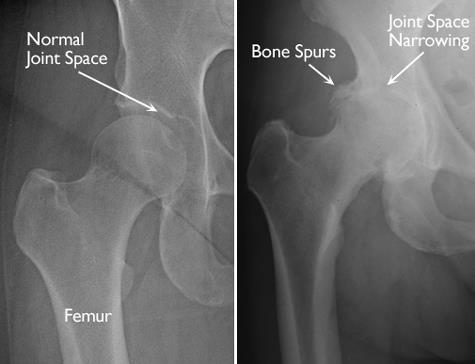 Normal
Joint Space
Femur
Bone Spurs
Joint Space
Narrowing